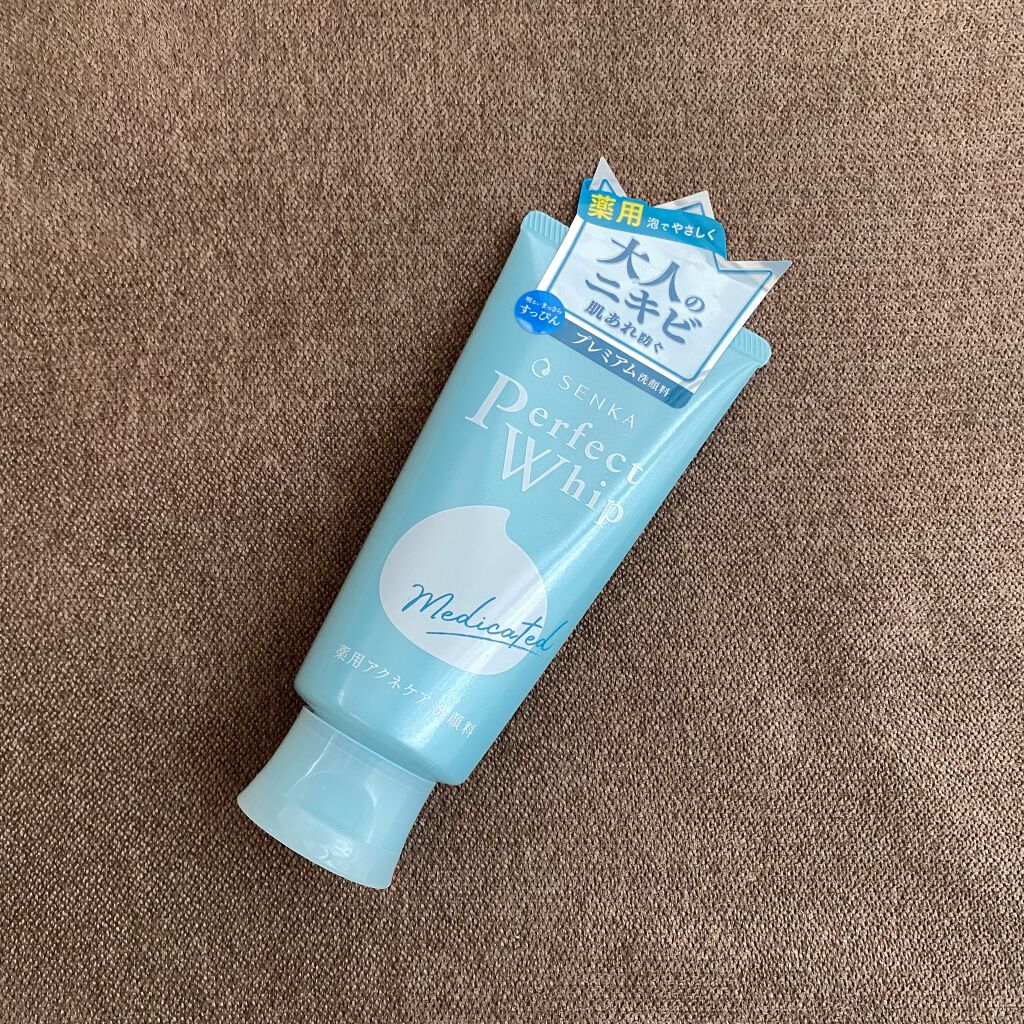 薬用 泡でやさしく
大人の
ニキビ
肌あれ防ぐ
明るいまっさら
すっぴん
プレミアム洗顔料
SENKA
Perfect
Whip
Medicated
薬用アクネケア洗顔料